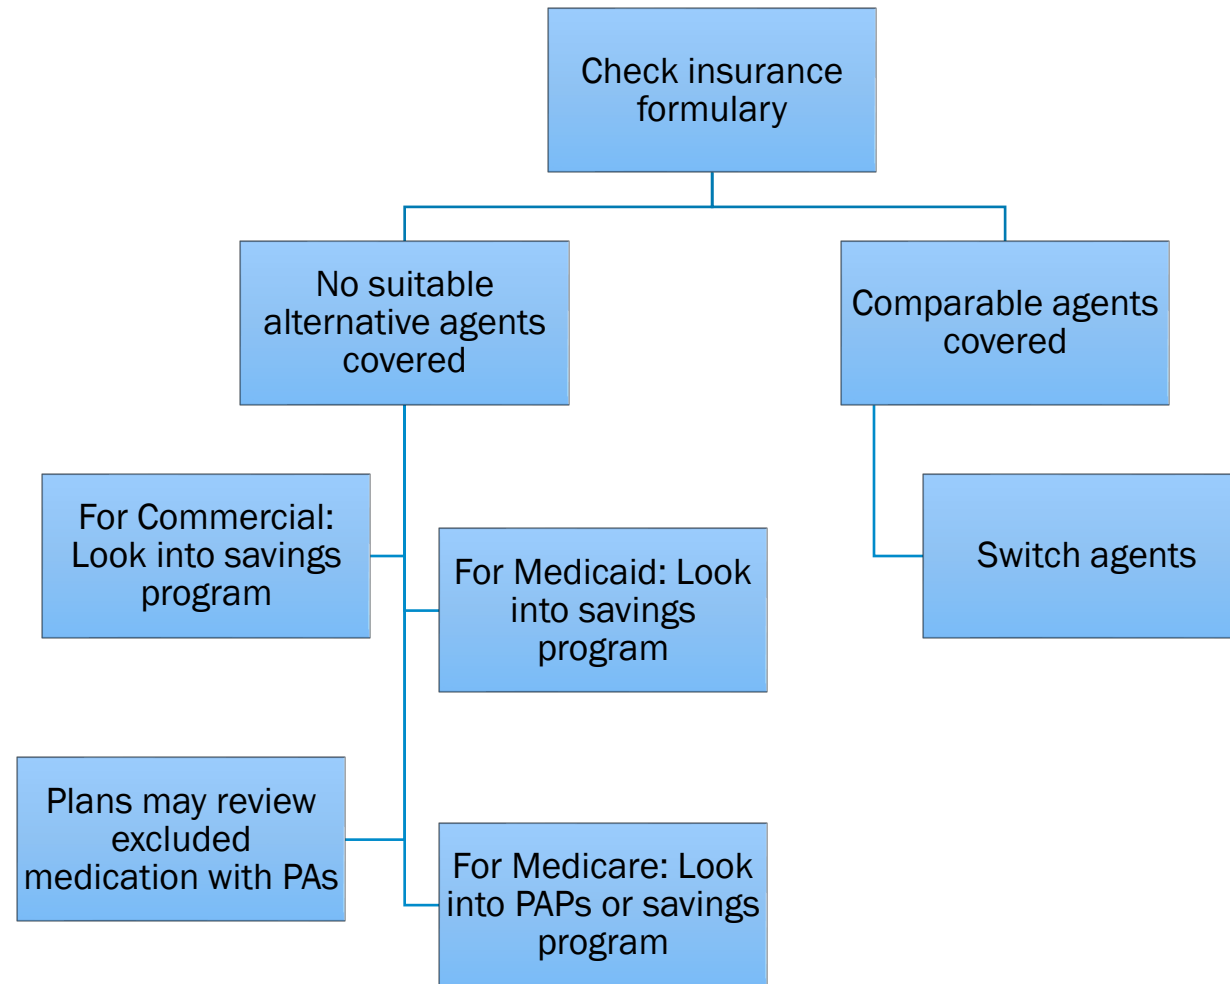 Check insurance
formulary
No suitable
alternative agents
covered
Comparable agents
covered
For Commercial:
Look into savings
program
For Medicaid: Look
into savings
program
Switch agents
Plans may review
excluded
medication with PAs
For Medicare: Look
into PAPs or savings
program